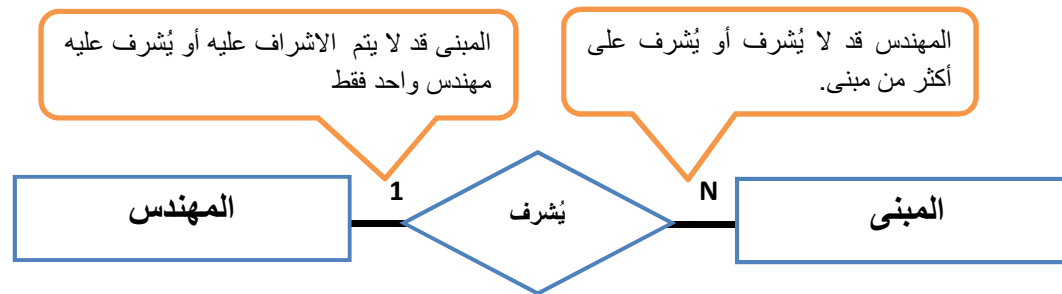 المهندس قد لا يُشرف أو يُشرف على
أكثر من مبنى.
المبنى قد لا يتم الاشراف عليه أو يُشرف عليه
مهندس واحد فقط
المبنى
N
يُشرف
1
المهندس